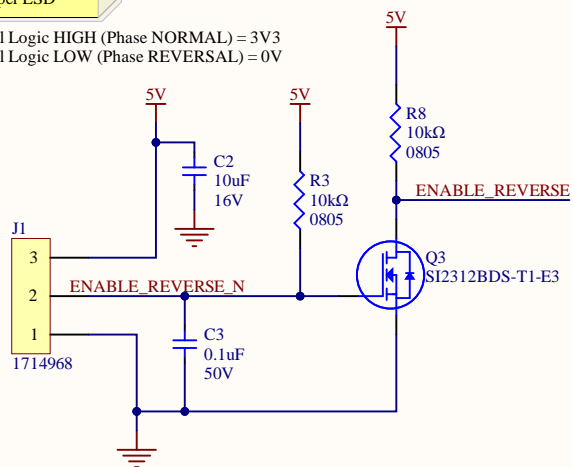 l Logic HIGH (Phase NORMAL) = 3V3
l Logic LOW (Phase REVERSAL) = 0V
5V
5V
5V
R8
10kΩ
0805
C2
10uF
16V
R3
10kΩ
0805
ENABLE_REVERSE
J1
3
2
1
1714968
ENABLE_REVERSE_N
Q3
SI2312BDS-T1-E3
C3
0.1uF
50V